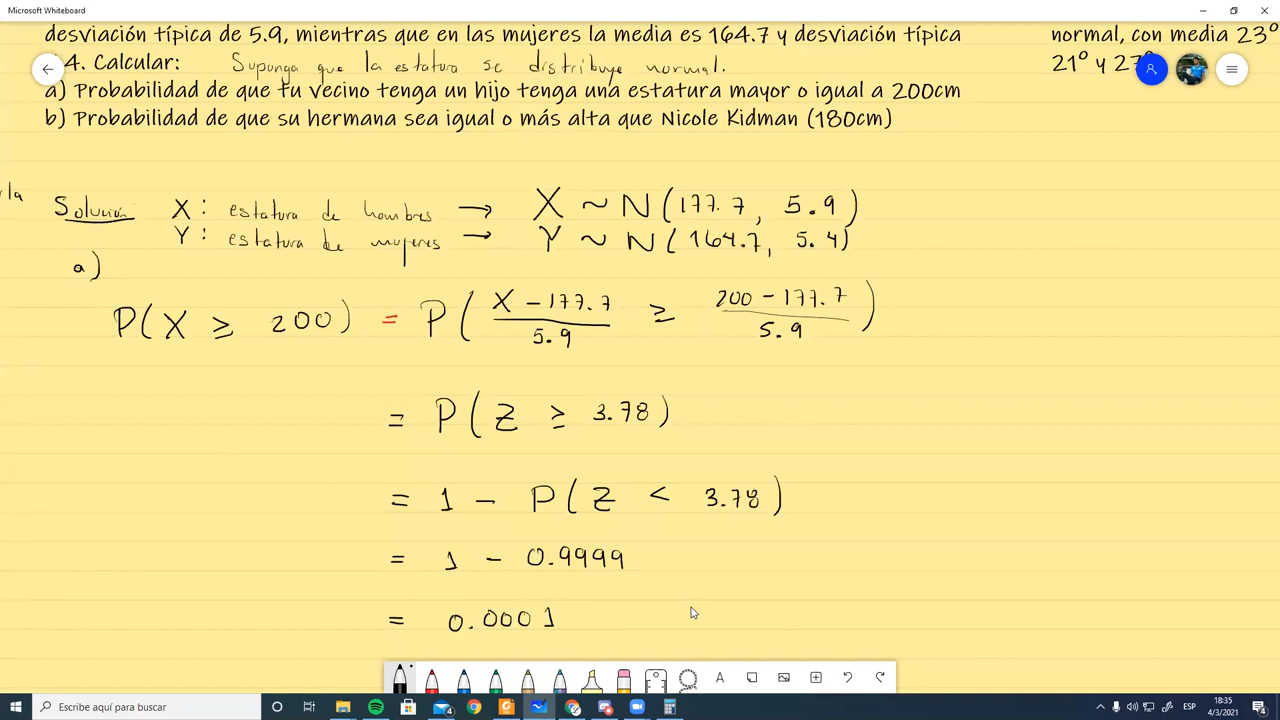 Microsoft Whiteboard
desviación típica de 5.9, mientras que en las mujeres la media es 164.7 y desviación típica
4. Calcular: Suponga que la estatura se distribuye normal.
a) Probabilidad de que tu vecino tenga un hijo tenga una estatura mayor o igual a 200cm
b) Probabilidad de que su hermana sea igual o más alta que Nicole Kidman (180cm)
normal, con media 23°
21° y 27°
Solución X: estatura de hombres → X ~ N(177.7, 5.9)
Y: estatura de mujeres → Y ~ N(164.7, 5.4)
a)
P(X ≥ 200) = P( (X - 177.7)/5.9 ≥ (200 - 177.7)/5.9 )
= P(Z ≥ 3.78)
= 1 - P(Z < 3.78)
= 1 - 0.9999
= 0.0001
A
Escribe aquí para buscar
ESP
18:35
4/3/2021